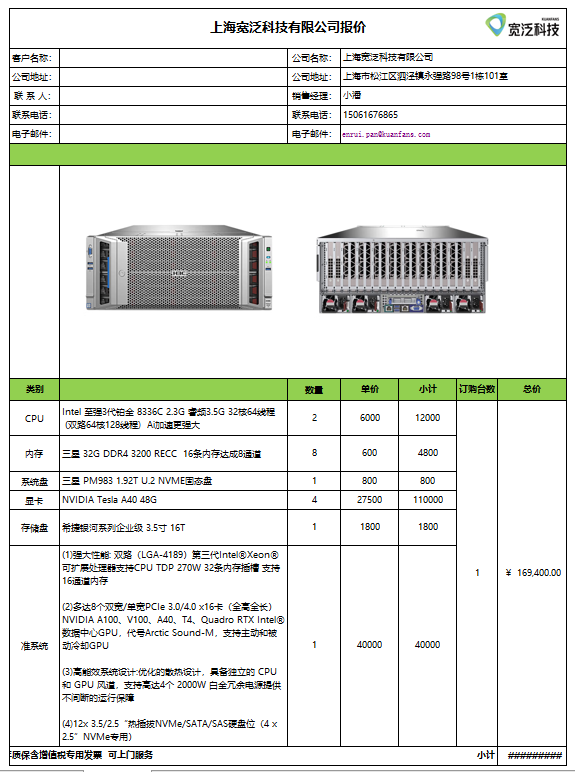 上海宽泛科技有限公司报价
KUANFANS
宽泛科技
客户名称： 公司名称： 上海宽泛科技有限公司
公司地址： 公司地址： 上海市松江区泗泾镇永强路98号1栋101室
联 系 人： 销售经理： 小潘
联系电话： 联系电话： 15061676865
电子邮件： 电子邮件： enrui.pan@kuanfans.com
H3C
类别 数量 单价 小计 订购台数 总价
CPU
Intel 至强3代铂金 8336C 2.3G 睿频3.5G 32核64线程
(双路64核128线程）AI加速更强大
2 6000 12000
内存 三星 32G DDR4 3200 RECC 16条内存达成8通道 8 600 4800
系统盘 三星 PM983 1.92T U.2 NVME固态盘 1 800 800
显卡 NVIDIA Tesla A40 48G 4 27500 110000
存储盘 希捷银河系列企业级 3.5寸 16T 1 1800 1800
准系统
(1)强大性能: 双路（LGA-4189）第三代Intel®Xeon®
可扩展处理器支持CPU TDP 270W 32条内存插槽 支持
16通道内存
(2)多达8个双宽/单宽PCIe 3.0/4.0 x16卡（全高全长）
NVIDIA A100、V100、A40、T4、Quadro RTX Intel®
数据中心GPU，代号Arctic Sound-M，支持主动和被
动冷却GPU
(3)高能效系统设计:优化的散热设计，具备独立的 CPU
和 GPU 风道，支持高达4个 2000W 白金冗余电源提供
不间断的运行保障
(4)12x 3.5/2.5“热插拔NVMe/SATA/SAS硬盘位（4 x
2.5”NVMe专用）
1 40000 40000
1 ¥ 169,400.00
质保含增值税专用发票 可上门服务 小计 #########